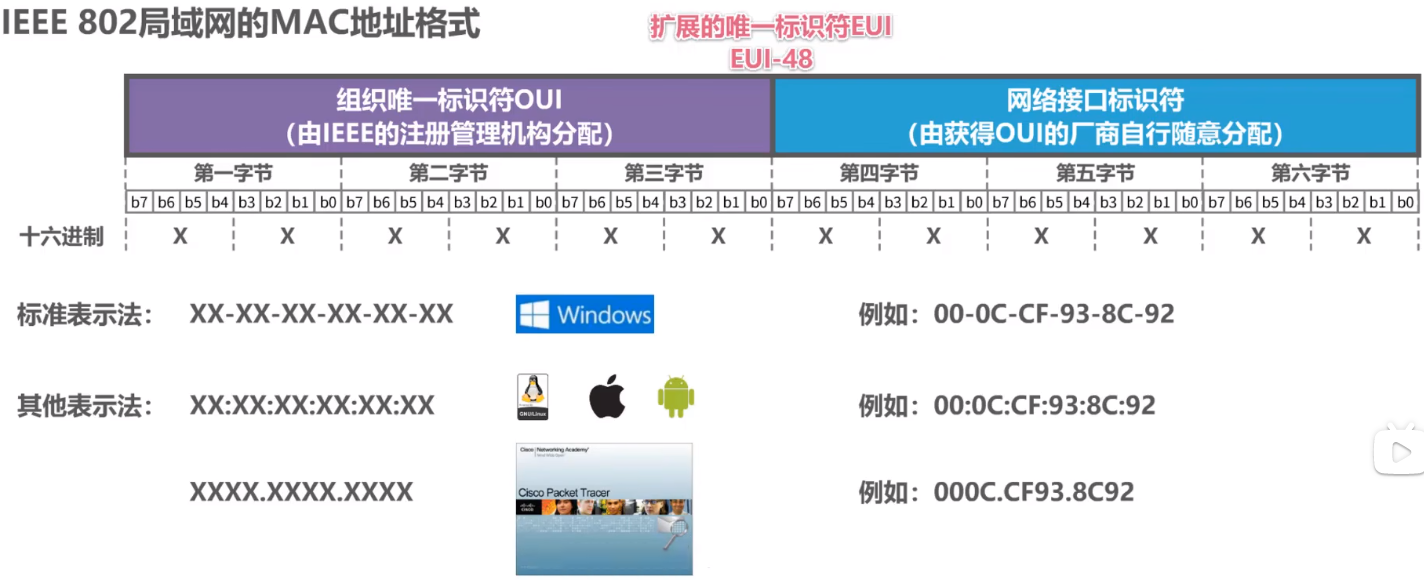 IEEE 802局域网的MAC地址格式
扩展的唯一标识符EUI
EUI-48
组织唯一标识符OUI
（由IEEE的注册管理机构分配）
网络接口标识符
（由获得OUI的厂商自行随意分配）
第一字节 第二字节 第三字节 第四字节 第五字节 第六字节
b7 b6 b5 b4 b3 b2 b1 b0 b7 b6 b5 b4 b3 b2 b1 b0 b7 b6 b5 b4 b3 b2 b1 b0 b7 b6 b5 b4 b3 b2 b1 b0 b7 b6 b5 b4 b3 b2 b1 b0 b7 b6 b5 b4 b3 b2 b1 b0
十六进制 X X X X X X X X X X X X
标准表示法： XX-XX-XX-XX-XX-XX Windows 例如：00-0C-CF-93-8C-92
其他表示法： XX:XX:XX:XX:XX:XX GNU/Linux 例如：00:0C:CF:93:8C:92
Cisco Networking Academy
Cisco Packet Tracer
XXXX.XXXX.XXXX 例如：000C.CF93.8C92